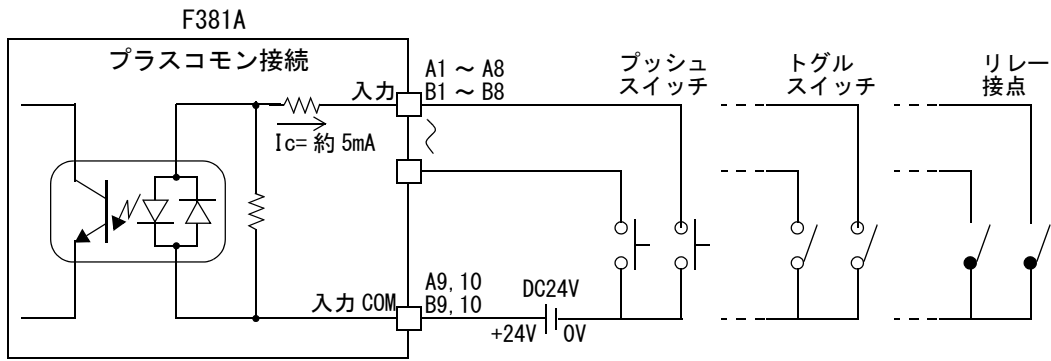 F381A
プラスコモン接続
入力
A1 ～ A8
B1 ～ B8
Ic= 約 5mA
プッシュ
スイッチ
トグル
スイッチ
リレー
接点
入力 COM
A9, 10
B9, 10
DC24V
+24V
0V